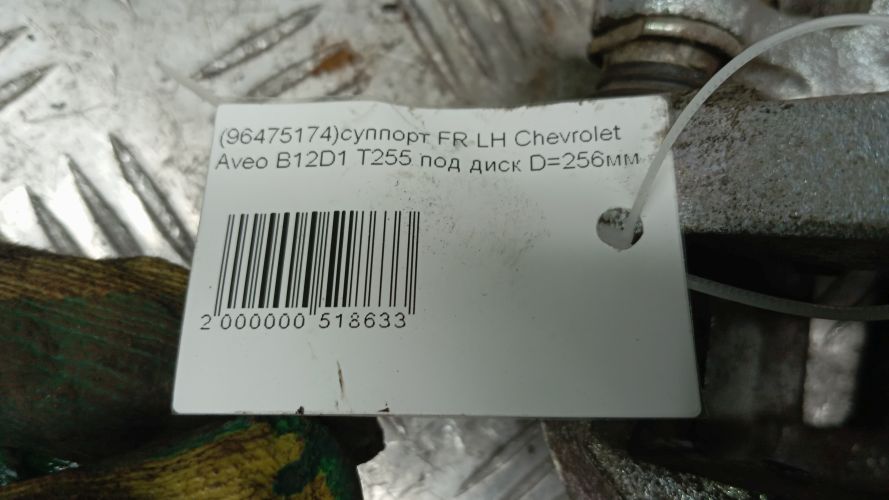 (96475174)суппорт FR LH Chevrolet
Aveo B12D1 T255 под диск D=256мм
2 000000 518633